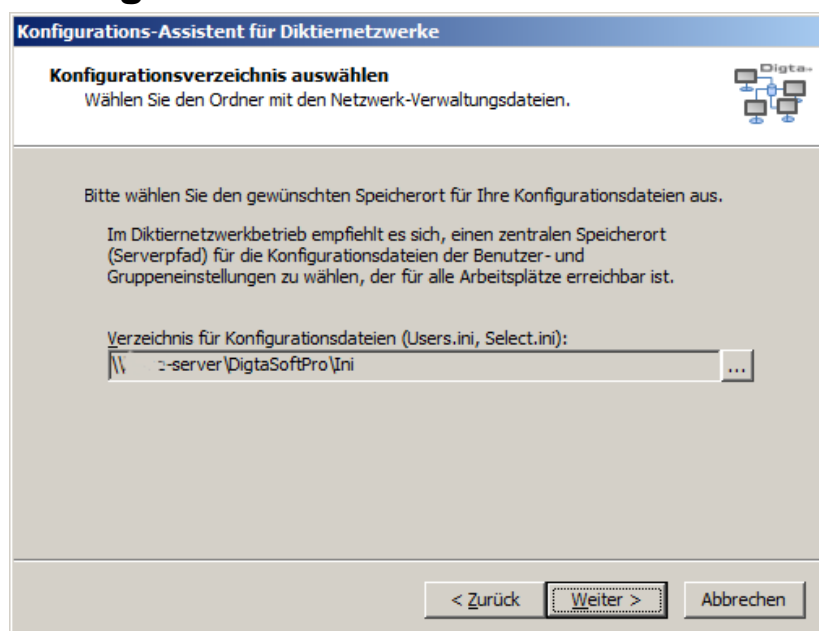 Konfigurations-Assistent für Diktiernetzwerke
Konfigurationsverzeichnis auswählen
Wählen Sie den Ordner mit den Netzwerk-Verwaltungsdateien.
Digta
Bitte wählen Sie den gewünschten Speicherort für Ihre Konfigurationsdateien aus.
Im Diktiernetzwerkbetrieb empfiehlt es sich, einen zentralen Speicherort
(Serverpfad) für die Konfigurationsdateien der Benutzer- und
Gruppeneinstellungen zu wählen, der für alle Arbeitsplätze erreichbar ist.
Verzeichnis für Konfigurationsdateien (Users.ini, Select.ini):
\\ -server\DigtaSoftPro\Ini
...
< Zurück
Weiter >
Abbrechen